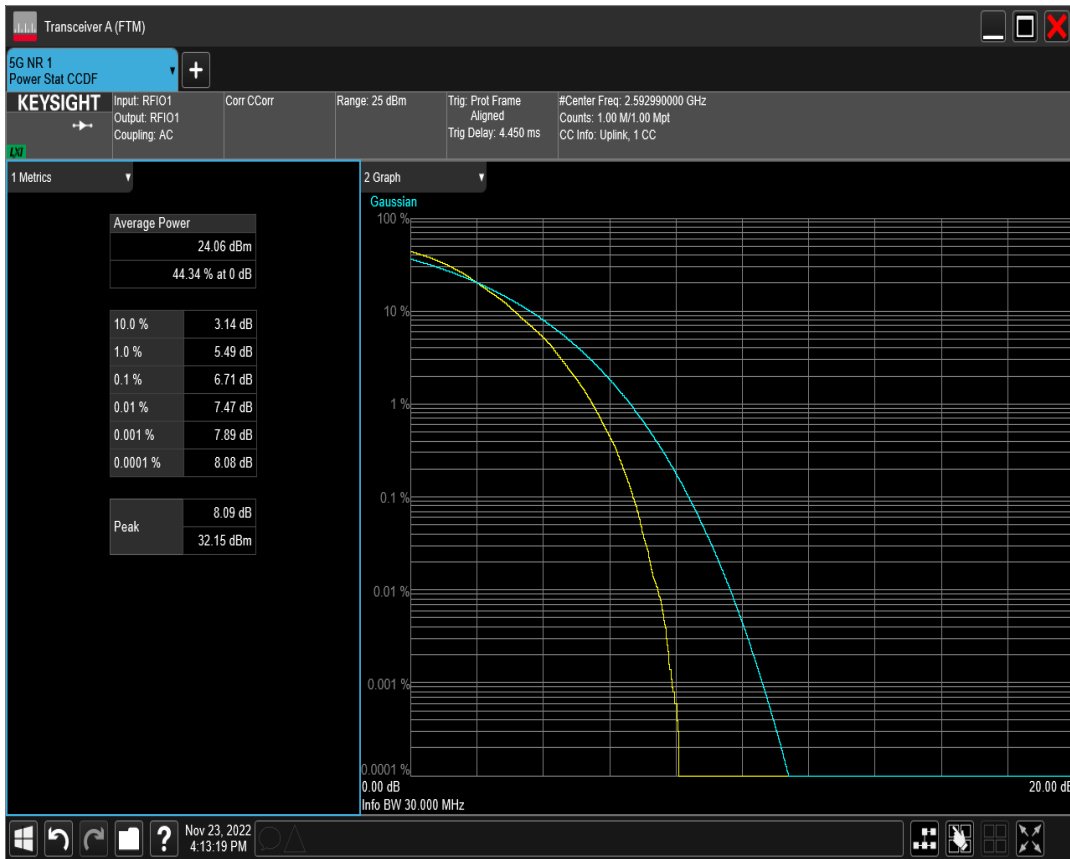 Transceiver A (FTM)
5G NR 1
Power Stat CCDF
+
KEYSIGHT
LXI
Input: RFIO1
Output: RFIO1
Coupling: AC
Corr CCorr
Range: 25 dBm
Trig: Prot Frame
Aligned
Trig Delay: 4.450 ms
#Center Freq: 2.592990000 GHz
Counts: 1.00 M/1.00 Mpt
CC Info: Uplink, 1 CC
1 Metrics
Average Power
24.06 dBm
44.34 % at 0 dB
10.0 % 3.14 dB
1.0 % 5.49 dB
0.1 % 6.71 dB
0.01 % 7.47 dB
0.001 % 7.89 dB
0.0001 % 8.08 dB
Peak 8.09 dB
32.15 dBm
2 Graph
Gaussian
100 %
10 %
1 %
0.1 %
0.01 %
0.001 %
0.0001 %
0.00 dB 20.00 dB
Info BW 30.000 MHz
? Nov 23, 2022
4:13:19 PM